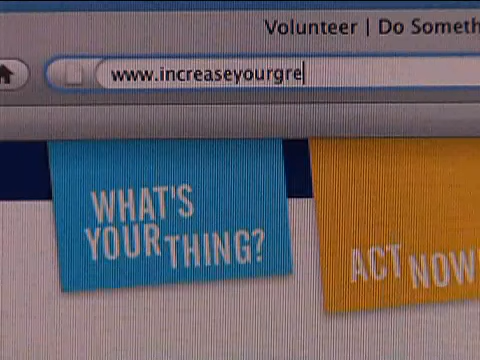 Volunteer | Do Someth
www.increaseyourgre
WHAT'S
YOUR THING?
ACT NOW